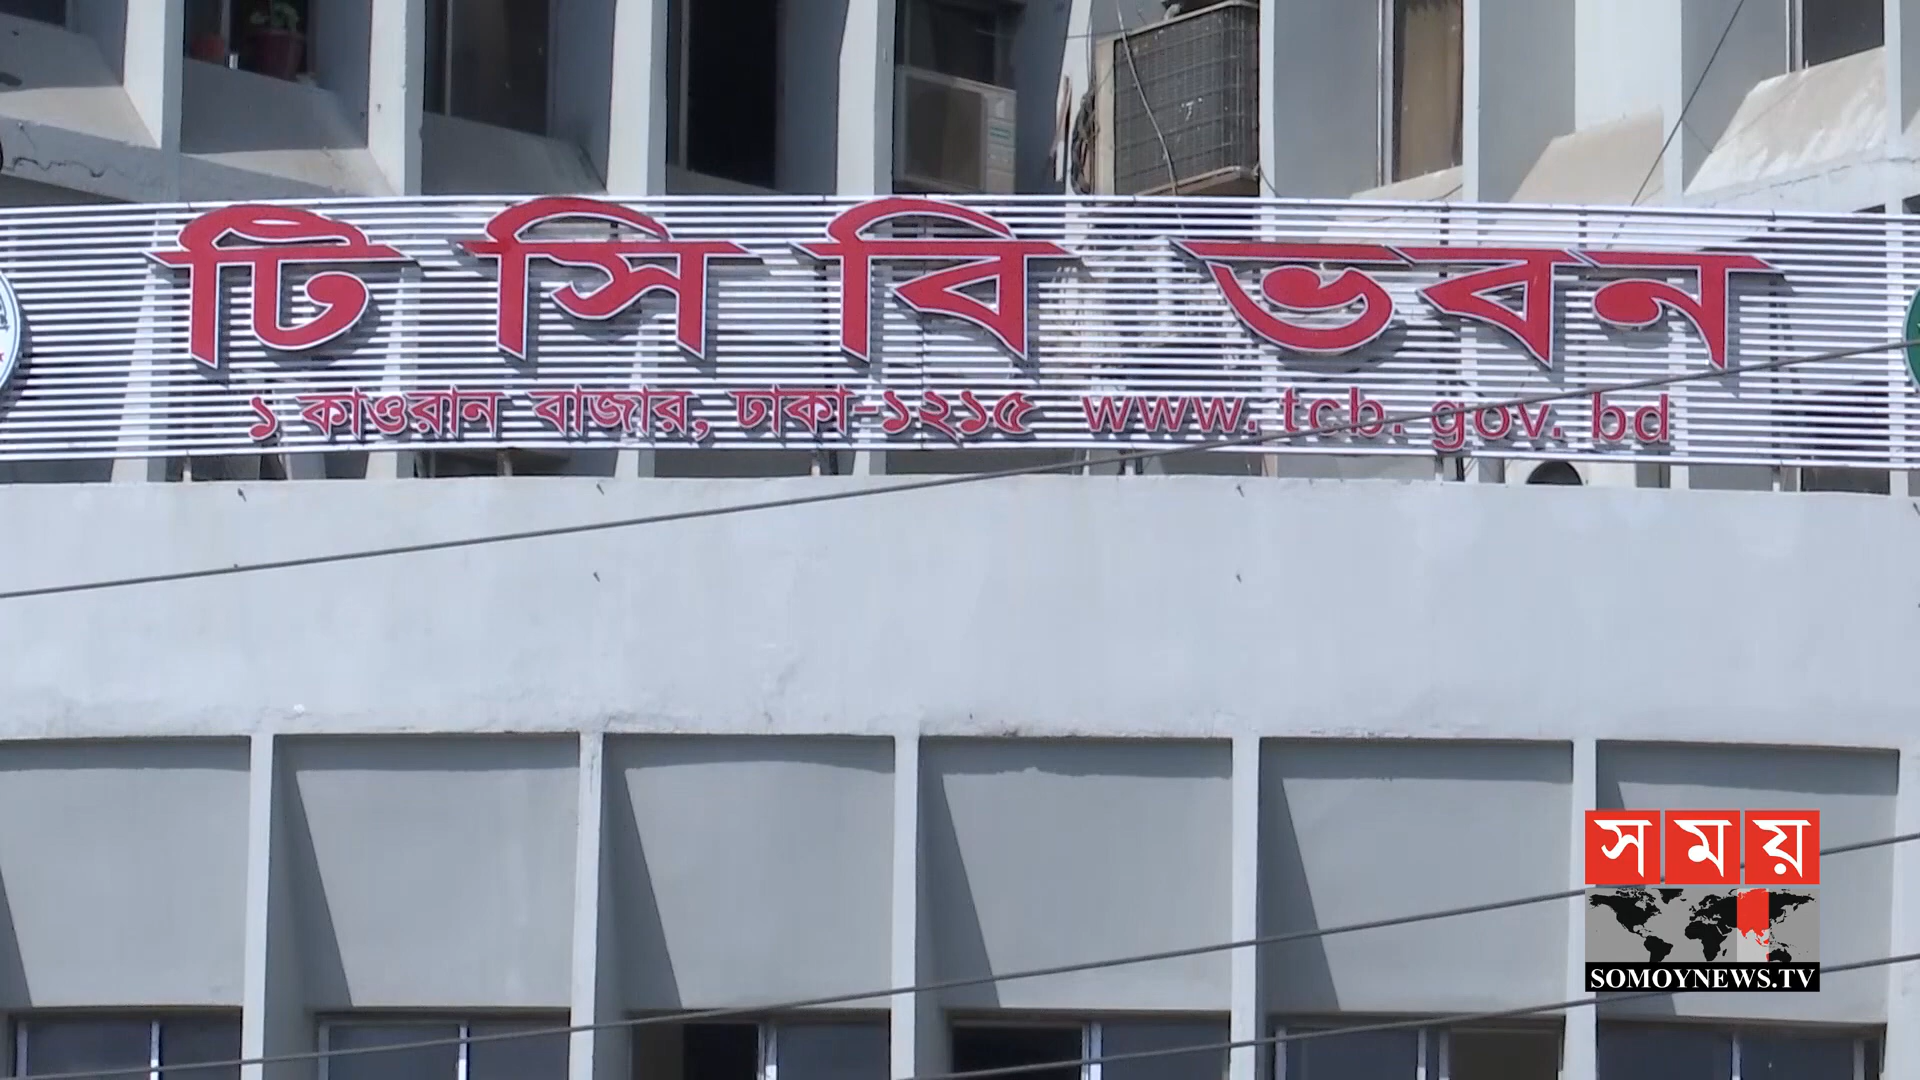 টি সি বি ভবন
১ কাওরান বাজার, ঢাকা-১২১৫ www. tcb. gov. bd
সময়
SOMOYNEWS.TV